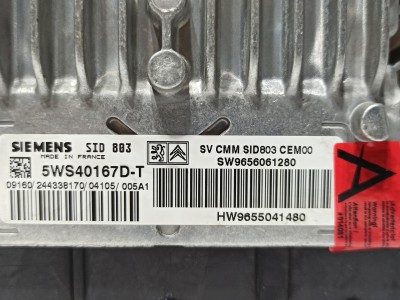 SIEMENS SID 803
MADE IN FRANCE
5WS40167D-T
09160/244338170/04105/005A1
SV CMM SID803 CEM00
SW9656061280
HW9655041480
A